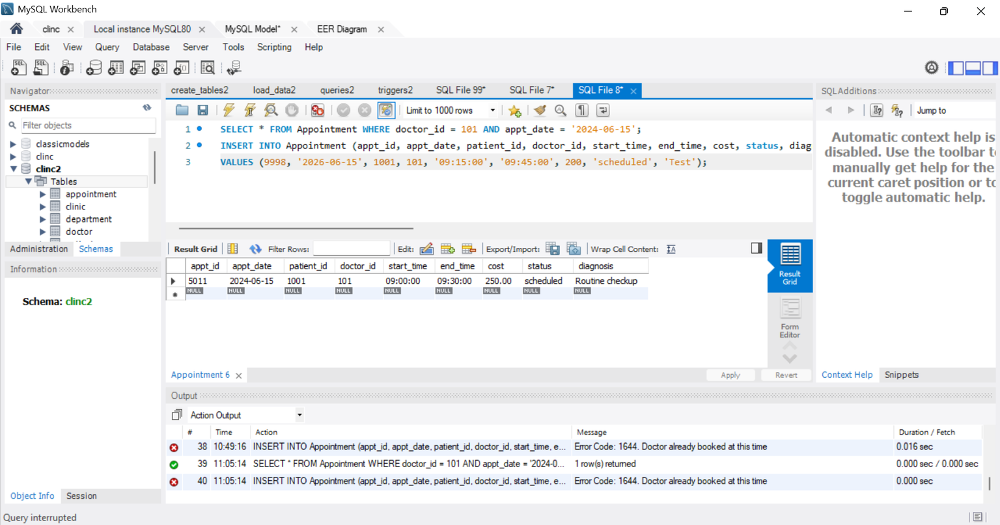 MySQL Workbench
clinc
Local instance MySQL80
MySQL Model*
EER Diagram
File Edit View Query Database Server Tools Scripting Help
Navigator
SCHEMAS
Filter objects
classicmodels
clinc
clinc2
Tables
appointment
clinic
department
doctor
Administration Schemas
Information
Schema: clinc2
Object Info Session
create_tables2 load_data2 queries2 triggers2 SQL File 99* SQL File 7* SQL File 8*
Limit to 1000 rows
1 SELECT * FROM Appointment WHERE doctor_id = 101 AND appt_date = '2024-06-15';
2 INSERT INTO Appointment (appt_id, appt_date, patient_id, doctor_id, start_time, end_time, cost, status, diag
3 VALUES (9998, '2026-06-15', 1001, 101, '09:15:00', '09:45:00', 200, 'scheduled', 'Test');
Result Grid Filter Rows: Edit: Export/Import: Wrap Cell Content:
appt_id appt_date patient_id doctor_id start_time end_time cost status diagnosis
5011 2024-06-15 1001 101 09:00:00 09:30:00 250.00 scheduled Routine checkup
NULL NULL NULL NULL NULL NULL NULL NULL NULL
Result
Grid
Form
Editor
Appointment 6
Apply Revert
SQLAdditions
Jump to
Automatic context help is
disabled. Use the toolbar to
manually get help for the
current caret position or to
toggle automatic help.
Context Help Snippets
Output
Action Output
# Time Action Message Duration / Fetch
38 10:49:16 INSERT INTO Appointment (appt_id, appt_date, patient_id, doctor_id, start_time, e... Error Code: 1644. Doctor already booked at this time 0.016 sec
39 11:05:14 SELECT * FROM Appointment WHERE doctor_id = 101 AND appt_date = '2024-0... 1 row(s) returned 0.000 sec / 0.000 sec
40 11:05:14 INSERT INTO Appointment (appt_id, appt_date, patient_id, doctor_id, start_time, e... Error Code: 1644. Doctor already booked at this time 0.000 sec
Query interrupted